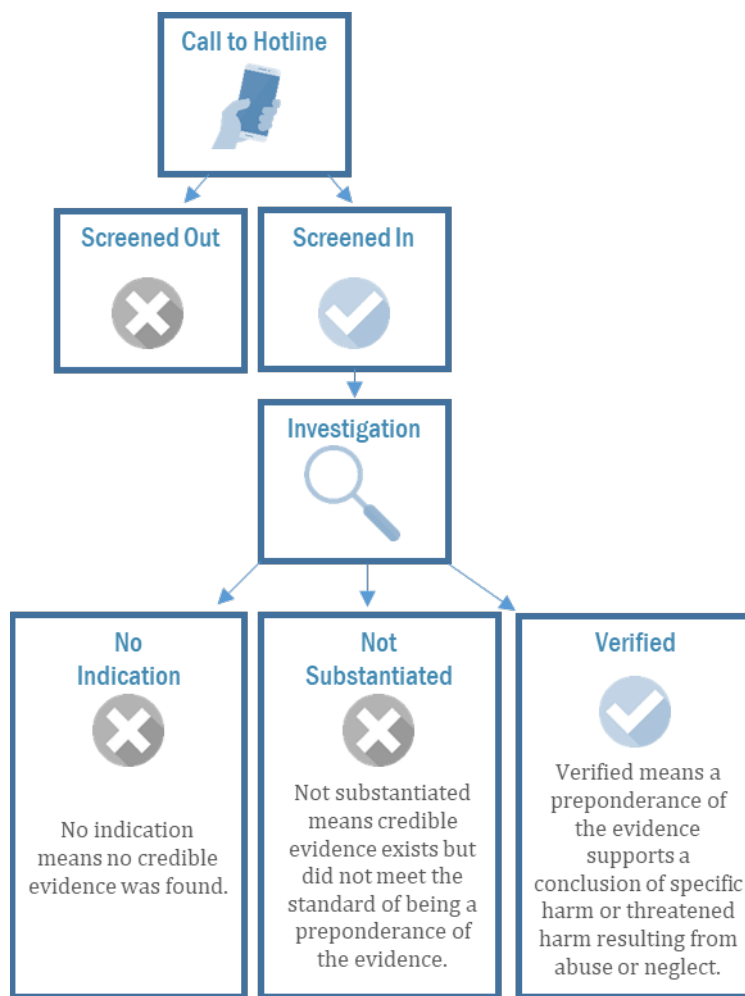 Call to Hotline
Screened Out
Screened In
Investigation
No
Indication
No indication
means no credible
evidence was found.
Not
Substantiated
Not substantiated
means credible
evidence exists but
did not meet the
standard of being a
preponderance of
the evidence.
Verified
Verified means a
preponderance of
the evidence
supports a
conclusion of specific
harm or threatened
harm resulting from
abuse or neglect.